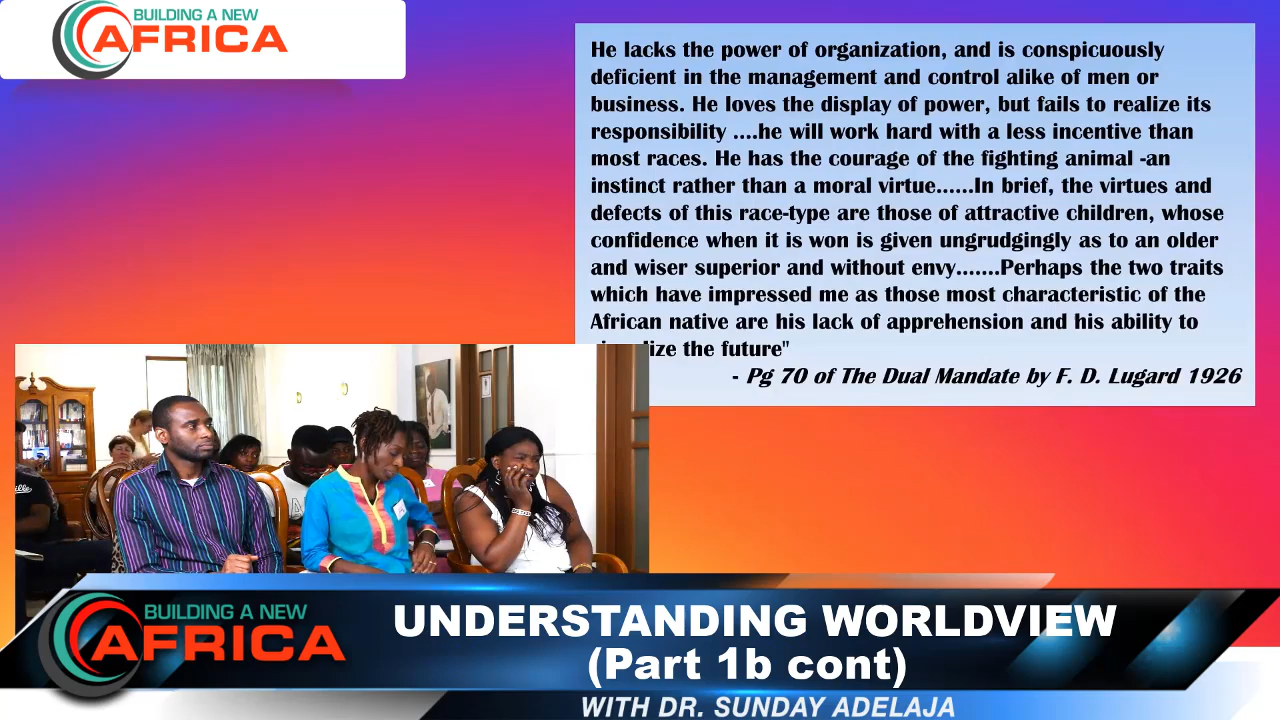 BUILDING A NEW
AFRICA
He lacks the power of organization, and is conspicuously
deficient in the management and control alike of men or
business. He loves the display of power, but fails to realize its
responsibility ....he will work hard with a less incentive than
most races. He has the courage of the fighting animal -an
instinct rather than a moral virtue......In brief, the virtues and
defects of this race-type are those of attractive children, whose
confidence when it is won is given ungrudgingly as to an older
and wiser superior and without envy.......Perhaps the two traits
which have impressed me as those most characteristic of the
African native are his lack of apprehension and his ability to
the future"
- Pg 70 of The Dual Mandate by F. D. Lugard 1926
BUILDING A NEW
AFRICA
UNDERSTANDING WORLDVIEW
(Part 1b cont)
WITH DR. SUNDAY ADELAJA